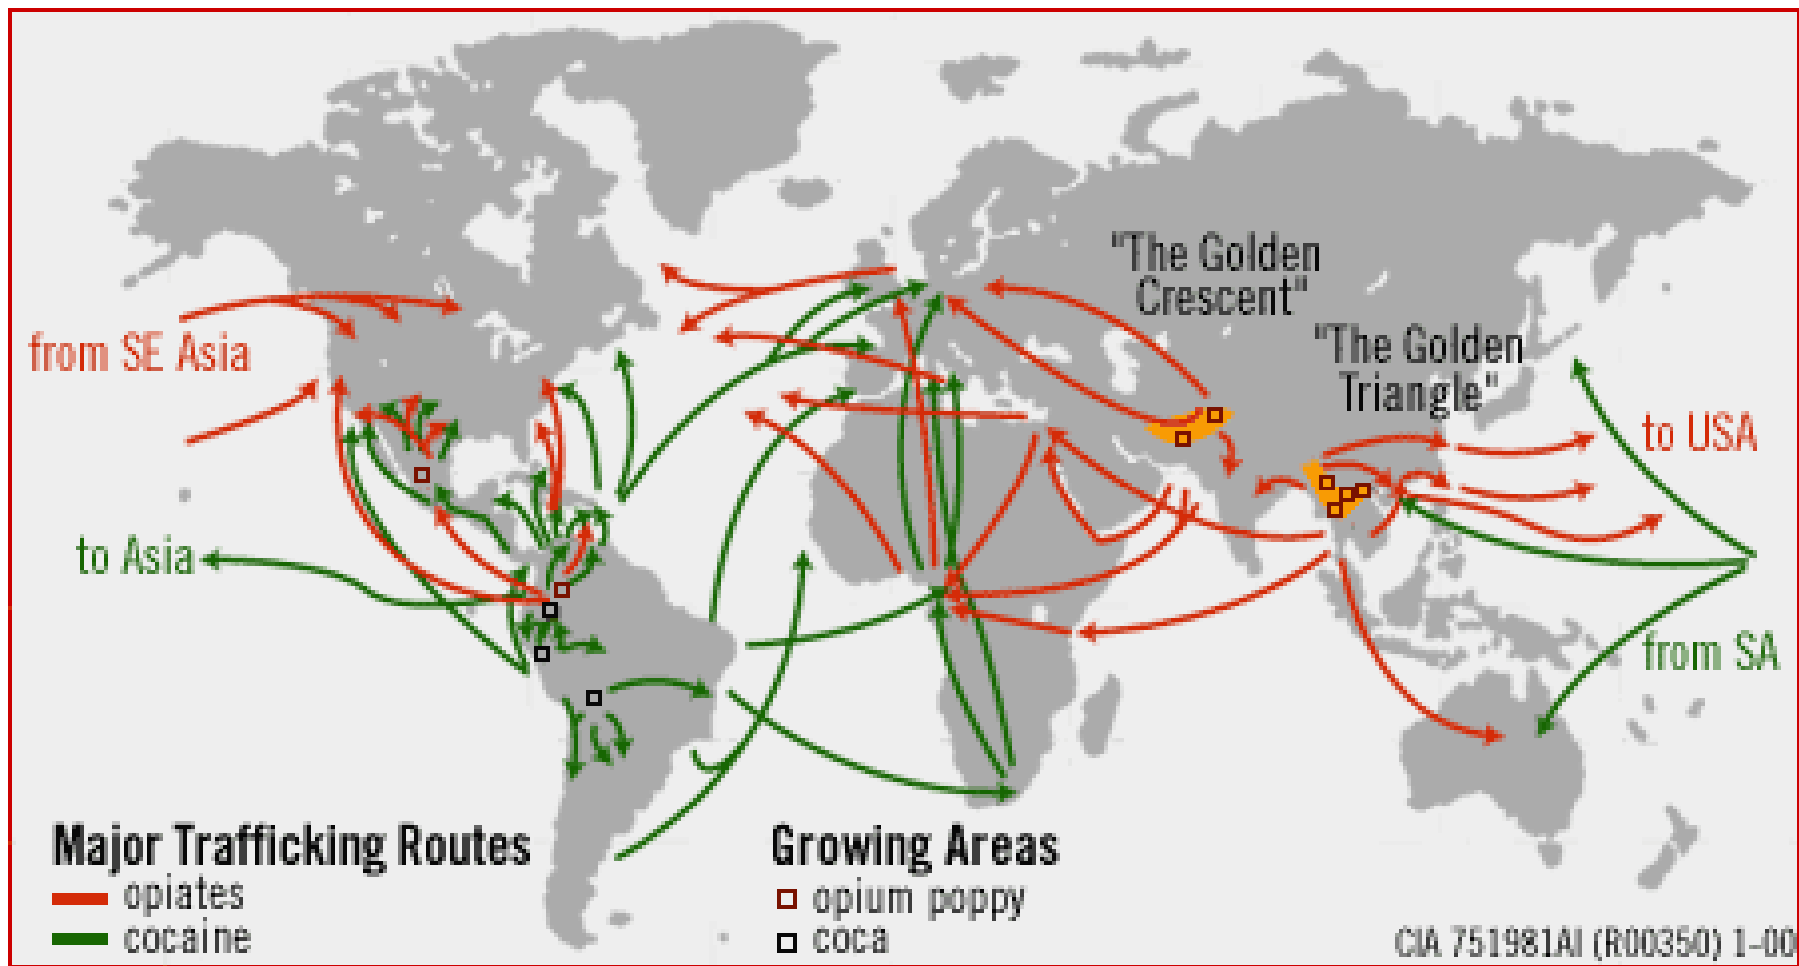 "The Golden
Crescent"
"The Golden
Triangle"
from SE Asia
to USA
to Asia
from SA
Major Trafficking Routes
opiates
cocaine
Growing Areas
opium poppy
coca
CIA 751981AI (R00350) 1-00